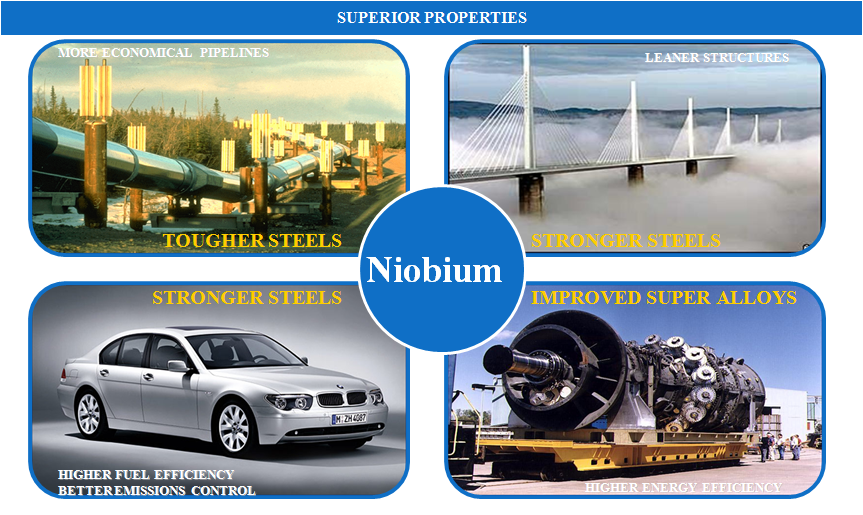 SUPERIOR PROPERTIES
MORE ECONOMICAL PIPELINES
LEANER STRUCTURES
TOUGHER STEELS
STRONGER STEELS
Niobium
STRONGER STEELS
IMPROVED SUPER ALLOYS
M·ZH 4087
HIGHER FUEL EFFICIENCY
BETTEREMISSIONS CONTROL
HIGHER ENERGY EFFICIENCY